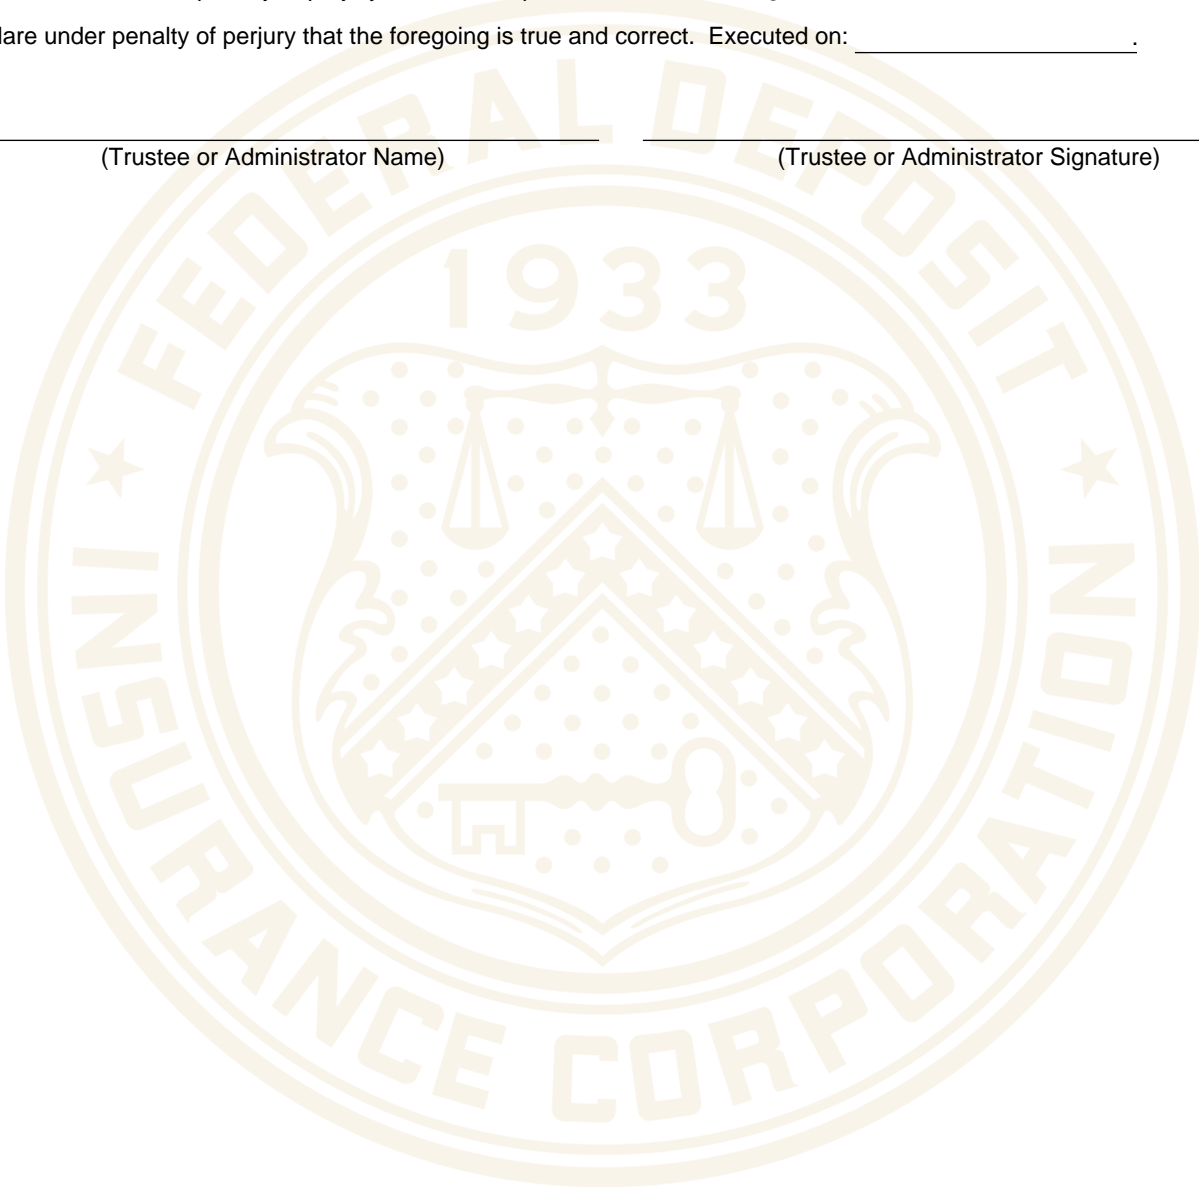 lare under penalty of perjury that the foregoing is true and correct.  Executed on: ____________________.
(Trustee or Administrator Name)
(Trustee or Administrator Signature)
FEDERAL DEPOSIT
1933
INSURANCE CORPORATION